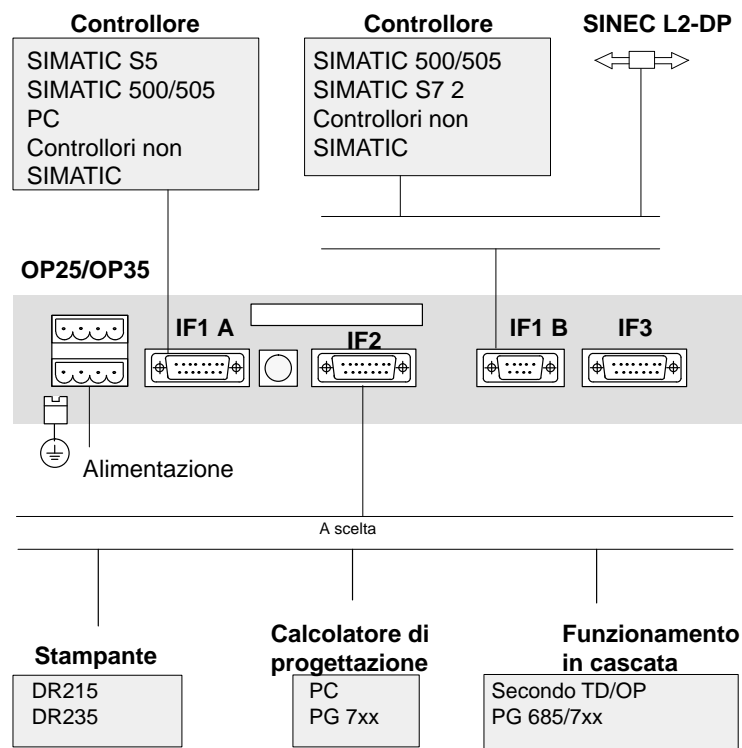 Controllore
SIMATIC S5
SIMATIC 500/505
PC
Controllori non
SIMATIC
Controllore
SIMATIC 500/505
SIMATIC S7 2
Controllori non
SIMATIC
SINEC L2-DP
OP25/OP35
IF1 A
IF2
IF1 B
IF3
Alimentazione
A scelta
Stampante
DR215
DR235
Calcolatore di
progettazione
PC
PG 7xx
Funzionamento
in cascata
Secondo TD/OP
PG 685/7xx